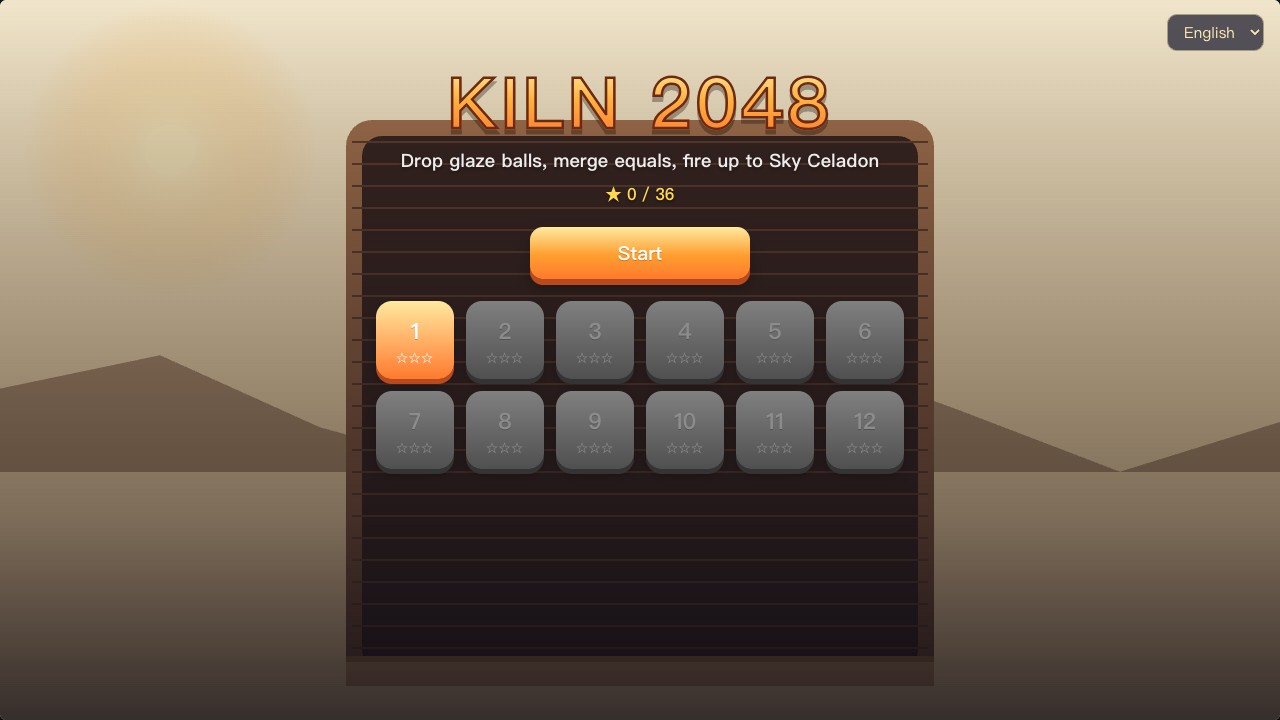 English
KILN 2048
Drop glaze balls, merge equals, fire up to Sky Celadon
★ 0 / 36
Start
1 2 3 4 5 6
☆☆☆ ☆☆☆ ☆☆☆ ☆☆☆ ☆☆☆ ☆☆☆
7 8 9 10 11 12
☆☆☆ ☆☆☆ ☆☆☆ ☆☆☆ ☆☆☆ ☆☆☆